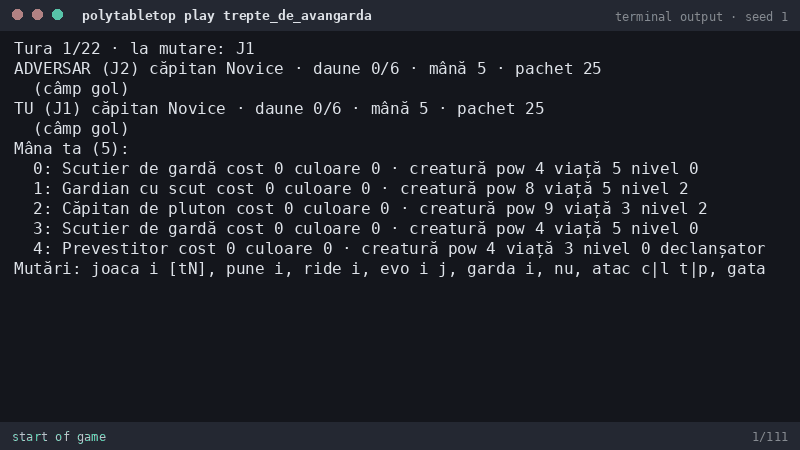 polytabletop play trepte_de_avangarda
terminal output · seed 1
Tura 1/22 · la mutare: J1
ADVERSAR (J2) căpitan Novice · daune 0/6 · mână 5 · pachet 25
(câmp gol)
TU (J1) căpitan Novice · daune 0/6 · mână 5 · pachet 25
(câmp gol)
Mâna ta (5):
0: Scutier de gardă cost 0 culoare 0 · creatură pow 4 viață 5 nivel 0
1: Gardian cu scut cost 0 culoare 0 · creatură pow 8 viață 5 nivel 2
2: Căpitan de pluton cost 0 culoare 0 · creatură pow 9 viață 3 nivel 2
3: Scutier de gardă cost 0 culoare 0 · creatură pow 4 viață 5 nivel 0
4: Prevestitor cost 0 culoare 0 · creatură pow 4 viață 3 nivel 0 declanșator
Mutări: joaca i [tN], pune i, ride i, evo i j, garda i, nu, atac c|l t|p, gata
start of game
1/111